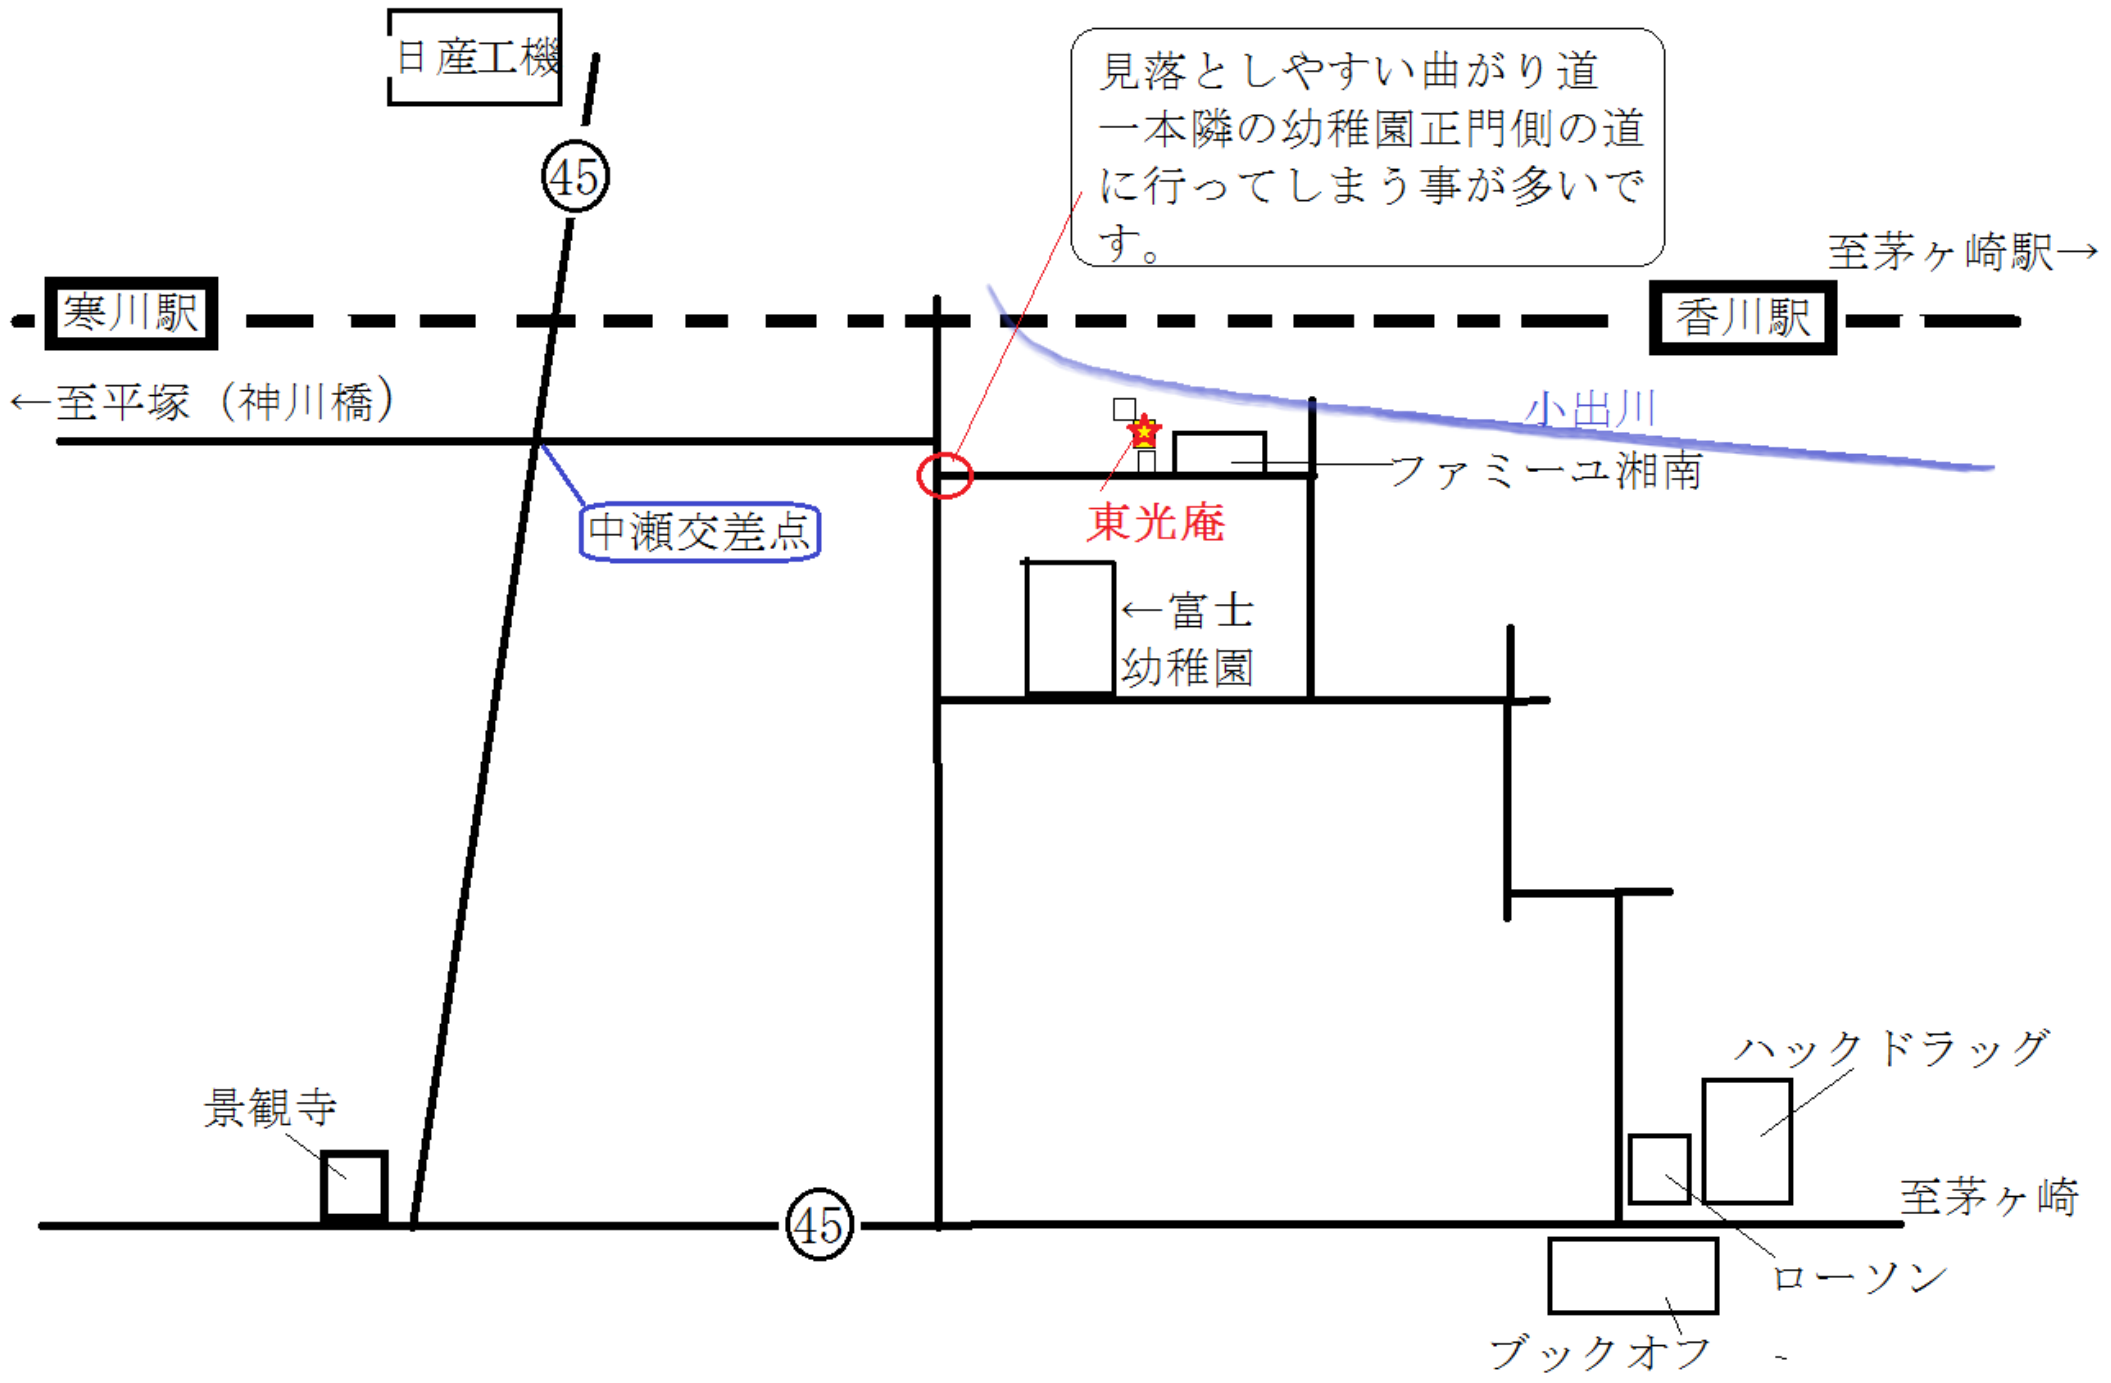 日産工機
45
見落としやすい曲がり道
一本隣の幼稚園正門側の道
に行ってしまう事が多いで
す。
至茅ヶ崎駅→
寒川駅
香川駅
←至平塚（神川橋）
小出川
ファミーユ湘南
中瀬交差点
東光庵
←富士
幼稚園
ハックドラッグ
景観寺
至茅ヶ崎
45
ローソン
ブックオフ